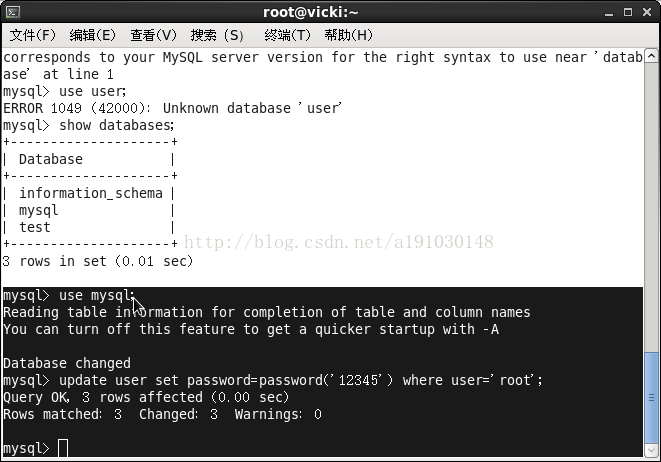 root@vicki:~
文件(F) 编辑(E) 查看(V) 搜索 (S) 终端(T) 帮助(H)
corresponds to your MySQL server version for the right syntax to use near 'datab
ase' at line 1
mysql> use user;
ERROR 1049 (42000): Unknown database 'user'
mysql> show databases;
+--------------------+
| Database           |
+--------------------+
| information_schema |
| mysql              |
| test               |
+--------------------+
3 rows in set (0.01 sec)
http://blog.csdn.net/a191030148
mysql> use mysql;
Reading table information for completion of table and column names
You can turn off this feature to get a quicker startup with -A
Database changed
mysql> update user set password=password('12345') where user='root';
Query OK, 3 rows affected (0.00 sec)
Rows matched: 3  Changed: 3  Warnings: 0
mysql>